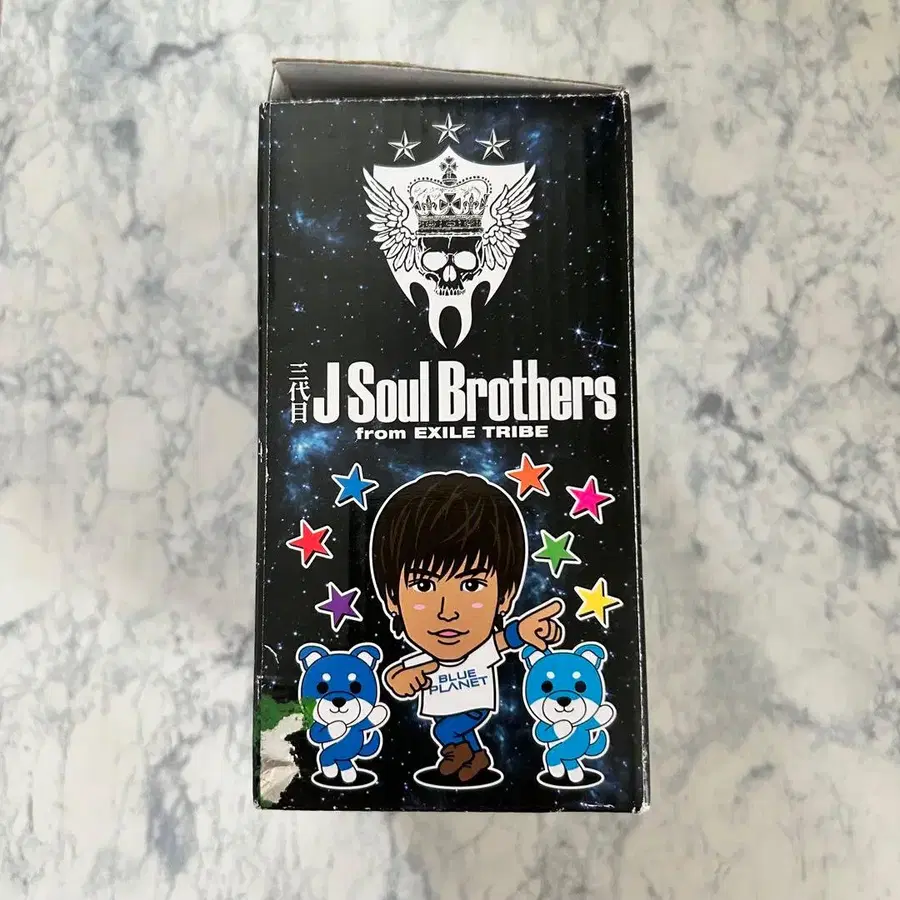 三代目 J Soul Brothers
from EXILE TRIBE
BLUE
PLANET